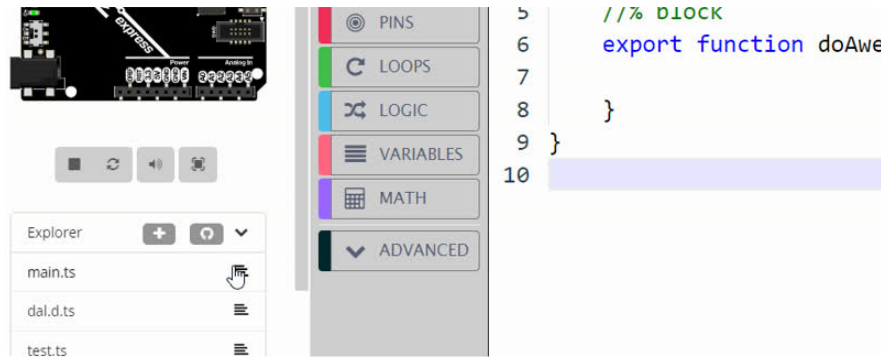 express
Power
Analog In
Explorer
main.ts
dal.d.ts
test.ts
PINS
LOOPS
LOGIC
VARIABLES
MATH
ADVANCED
5 //% block
6 export function doAwe
7
8 }
9 }
10